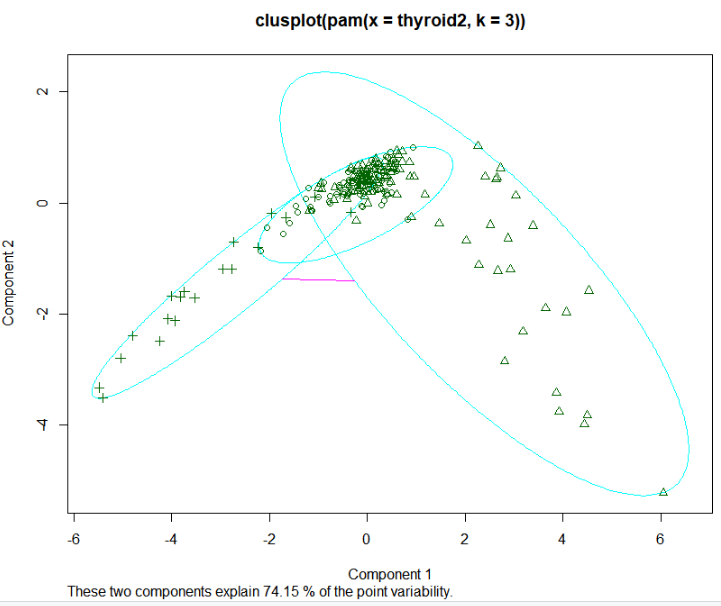 clusplot(pam(x = thyroid2, k = 3))
2
0
-2
-4
Component 2
-6
-4
-2
0
2
4
6
Component 1
These two components explain 74.15 % of the point variability.